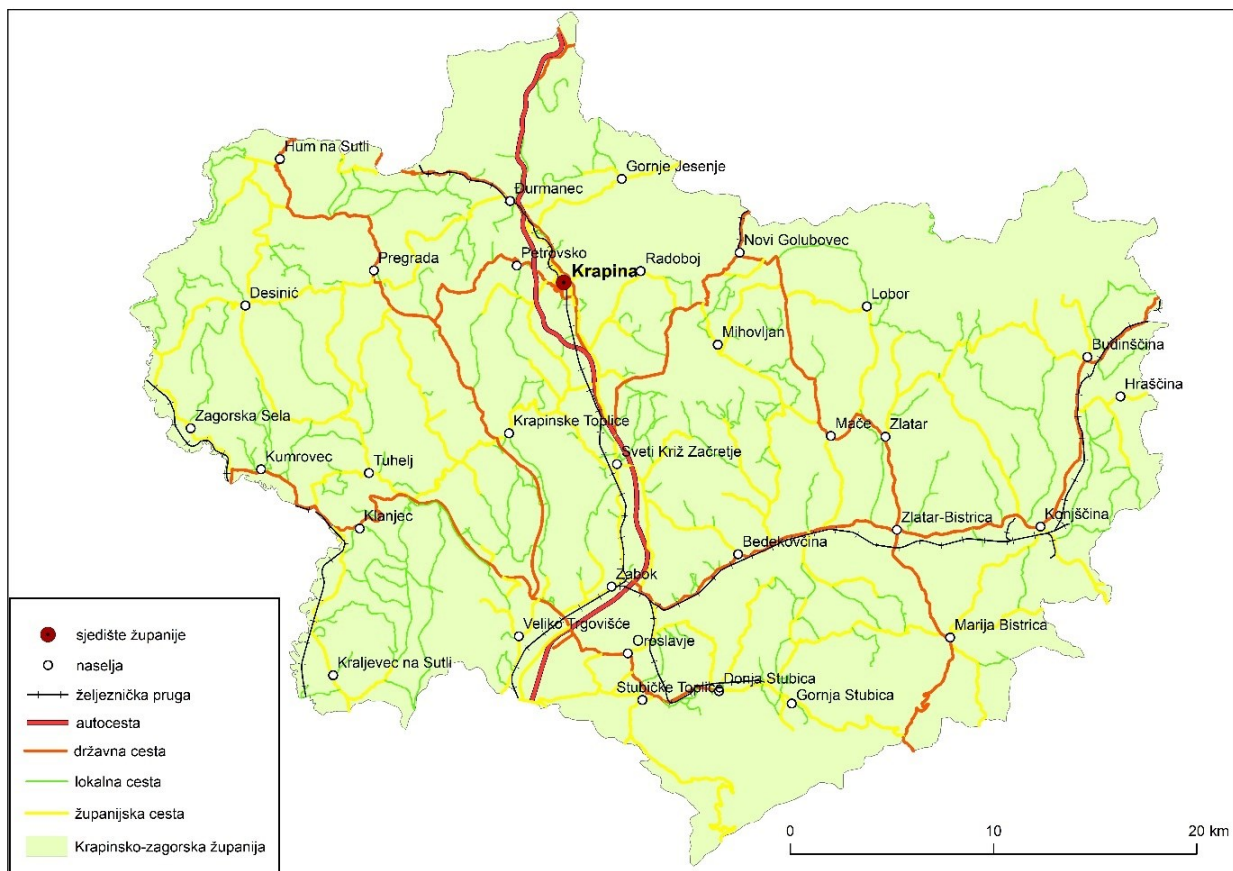 Hum na Sutli
Gornje Jesenje
Đurmanec
Novi Golubovec
Petrovsko
Radoboj
Pregrada
Krapina
Desinić
Lobor
Mihovljan
Budinščina
Hraščina
Zagorska Sela
Krapinske Toplice
Mače
Zlatar
Kumrovec
Tuhelj
Sveti Križ Začretje
Klanjec
Zlatar-Bistrica
Konjščina
Bedekovčina
Zabok
Veliko Trgovišće
Oroslavje
Marija Bistrica
Kraljevec na Sutli
Stubičke Toplice
Donja Stubica
Gornja Stubica
sjedište županije
naselja
željeznička pruga
autocesta
državna cesta
lokalna cesta
županijska cesta
Krapinsko-zagorska županija
0 10 20 km